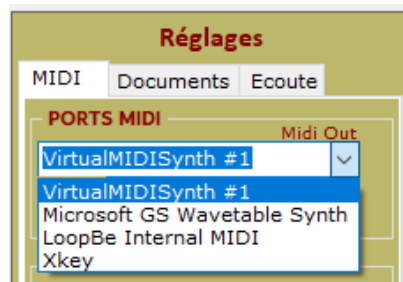 Réglages
MIDI Documents Ecoute
PORTS MIDI
Midi Out
VirtualMIDISynth #1
VirtualMIDISynth #1
Microsoft GS Wavetable Synth
LoopBe Internal MIDI
Xkey